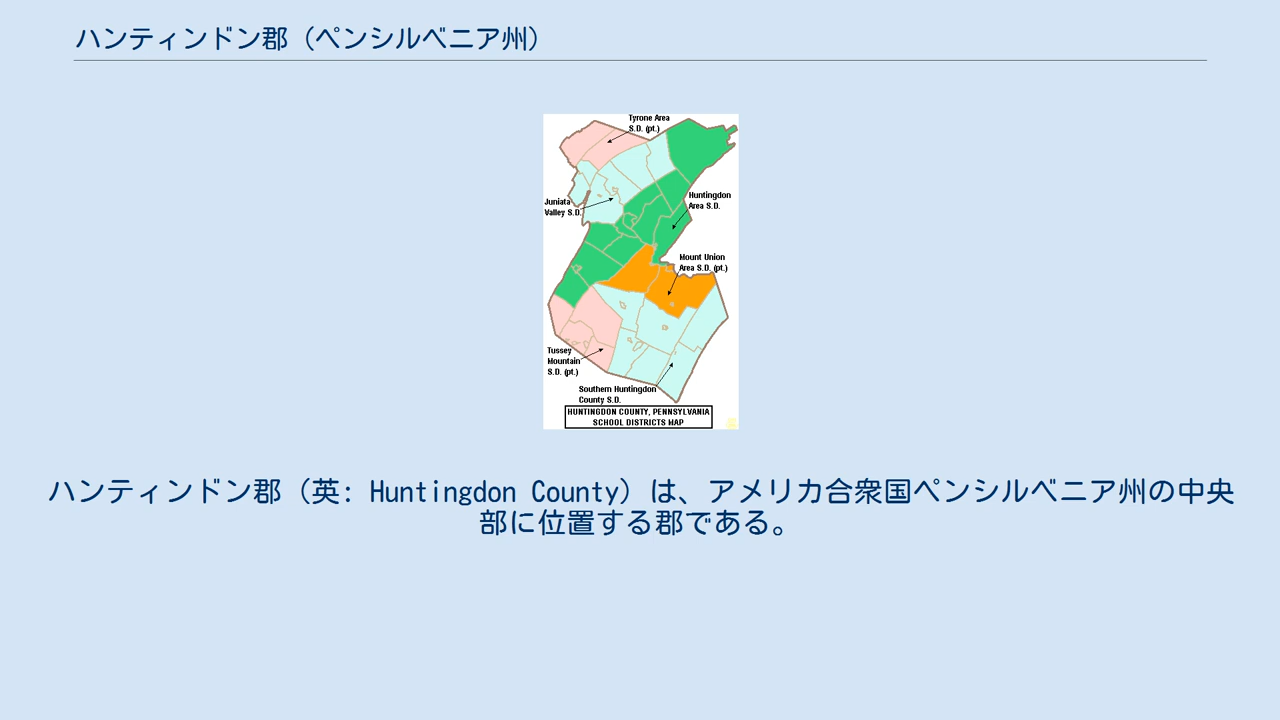 ハンティンドン郡（ペンシルベニア州）
Tyrone Area
S.D. (pt.)
Huntingdon
Area S.D.
Juniata
Valley S.D.
Mount Union
Area S.D. (pt.)
Tussey
Mountain
S.D. (pt.)
Southern Huntingdon
County S.D.
HUNTINGDON COUNTY, PENNSYLVANIA
SCHOOL DISTRICTS MAP
ハンティンドン郡（英: Huntingdon County）は、アメリカ合衆国ペンシルベニア州の中央
部に位置する郡である。